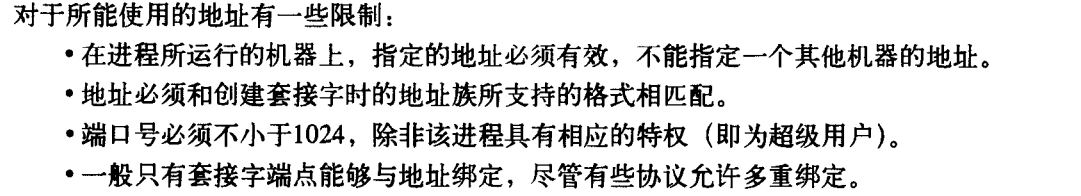 对于所能使用的地址有一些限制：
•在进程所运行的机器上，指定的地址必须有效，不能指定一个其他机器的地址。
•地址必须和创建套接字时的地址族所支持的格式相匹配。
•端口号必须不小于1024，除非该进程具有相应的特权（即为超级用户）。
•一般只有套接字端点能够与地址绑定，尽管有些协议允许多重绑定。